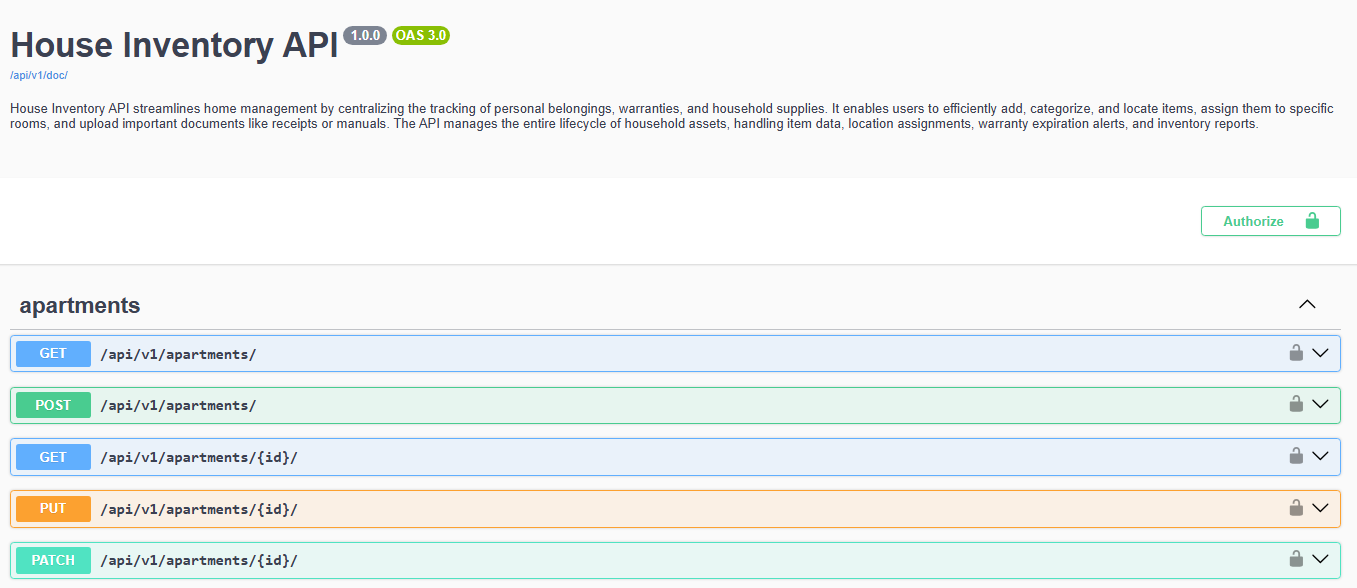 House Inventory API 1.0.0 OAS 3.0
/api/v1/doc/
House Inventory API streamlines home management by centralizing the tracking of personal belongings, warranties, and household supplies. It enables users to efficiently add, categorize, and locate items, assign them to specific
rooms, and upload important documents like receipts or manuals. The API manages the entire lifecycle of household assets, handling item data, location assignments, warranty expiration alerts, and inventory reports.
Authorize
apartments
GET /api/v1/apartments/
POST /api/v1/apartments/
GET /api/v1/apartments/{id}/
PUT /api/v1/apartments/{id}/
PATCH /api/v1/apartments/{id}/